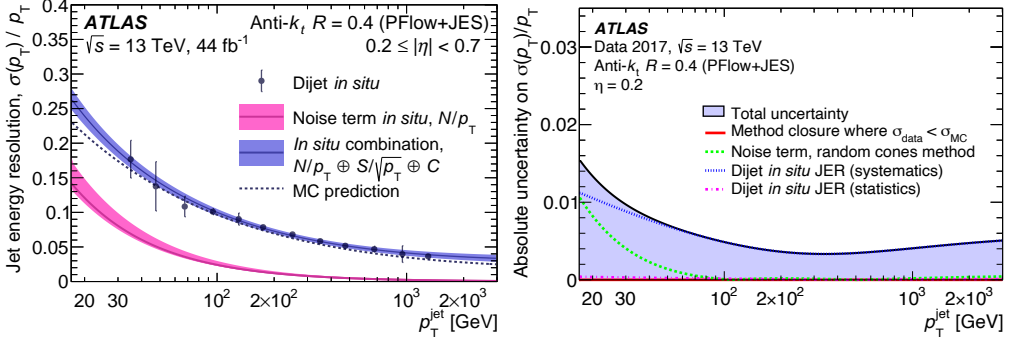 ATLAS
Anti-kt R = 0.4 (PFlow+JES)
√s = 13 TeV, 44 fb-1
0.2 ≤ |η| < 0.7
Dijet in situ
Noise term in situ, N/pT
In situ combination,
N/pT ⊕ S/√pT ⊕ C
MC prediction
Jet energy resolution, σ(pT) / pT
0.4
0.35
0.3
0.25
0.2
0.15
0.1
0.05
0
20 30 10² 2×10² 10³ 2×10³
pTjet [GeV]
ATLAS
Data 2017, √s = 13 TeV
Anti-kt R = 0.4 (PFlow+JES)
η = 0.2
Total uncertainty
Method closure where σdata < σMC
Noise term, random cones method
Dijet in situ JER (systematics)
Dijet in situ JER (statistics)
Absolute uncertainty on σ(pT)/pT
0.03
0.02
0.01
0
20 30 10² 2×10² 10³ 2×10³
pTjet [GeV]